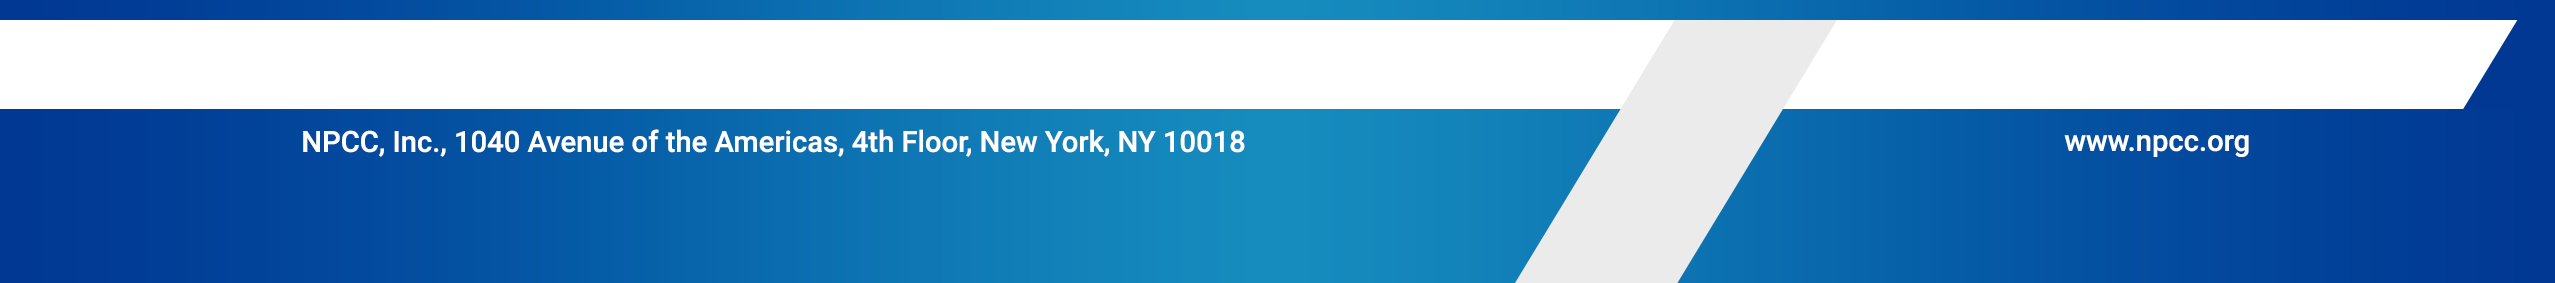 NPCC, Inc., 1040 Avenue of the Americas, 4th Floor, New York, NY 10018
www.npcc.org